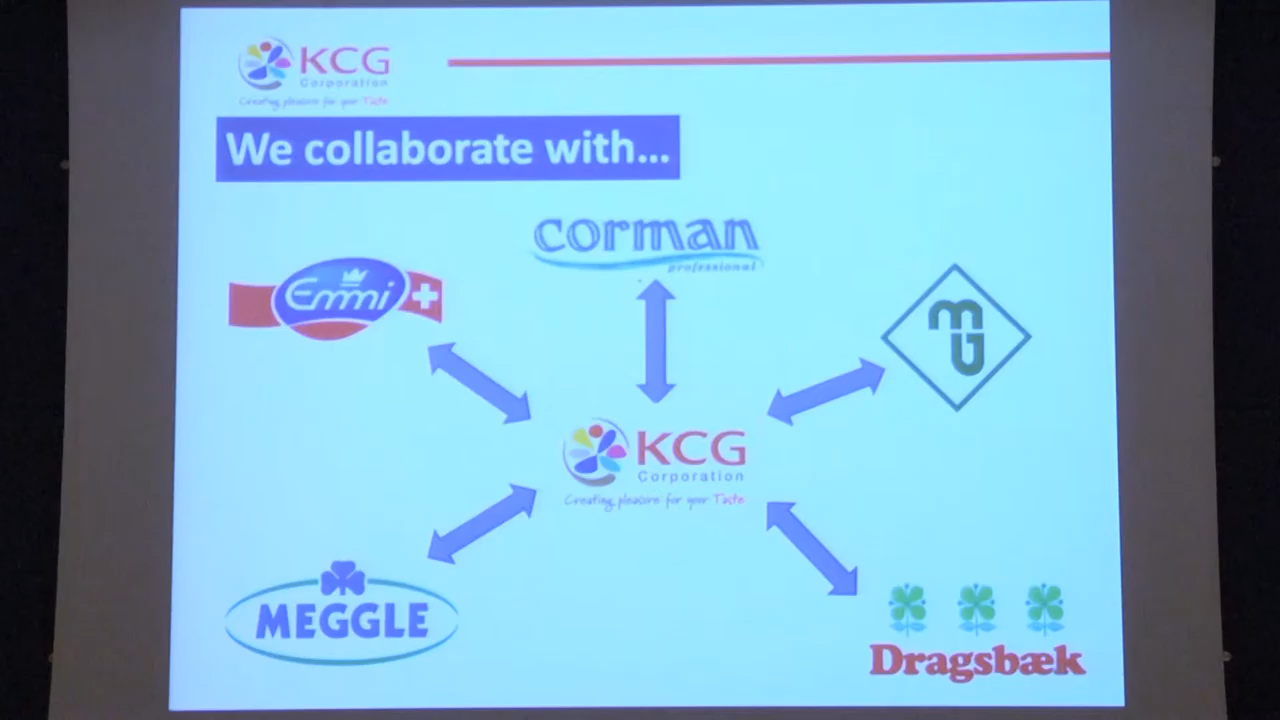 KCG
Corporation
Creating pleasure for your Taste
We collaborate with...
corman
professional
Emmi
mg
KCG
Corporation
Creating pleasure for your Taste
MEGGLE
Dragsbæk